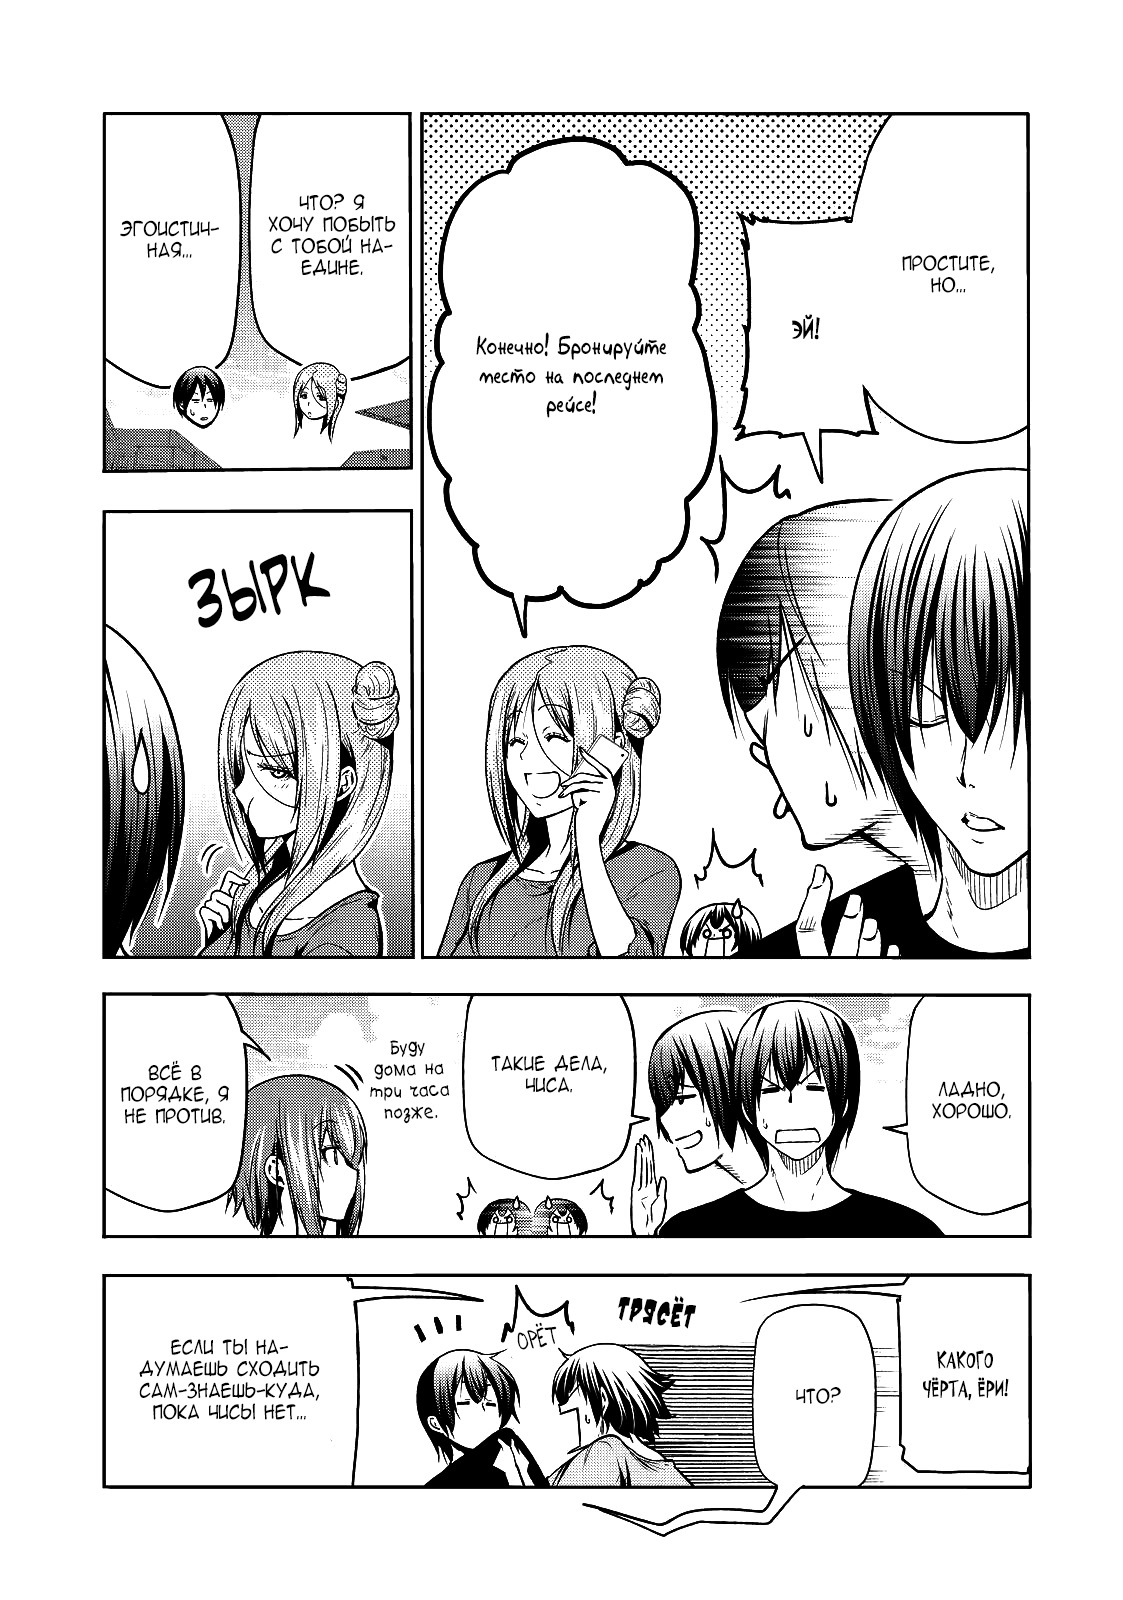 ПРОСТИТЕ,
НО...
ЭЙ!
Конечно! Бронируйте
место на последнем
рейсе!
ЧТО? Я
ХОЧУ ПОБЫТЬ
С ТОБОЙ НА-
ЕДИНЕ.
ЭГОИСТИЧ-
НАЯ...
ЗЫРК
ЛАДНО,
ХОРОШО.
ТАКИЕ ДЕЛА,
ЧИСА.
Буду
дома на
три часа
позже.
ВСЁ В
ПОРЯДКЕ, Я
НЕ ПРОТИВ.
КАКОГО
ЧЁРТА, ЁРИ!
ЧТО?
ТРЯСЁТ
ОРЁТ
ЕСЛИ ТЫ НА-
ДУМАЕШЬ СХОДИТЬ
САМ-ЗНАЕШЬ-КУДА,
ПОКА ЧИСЫ НЕТ...